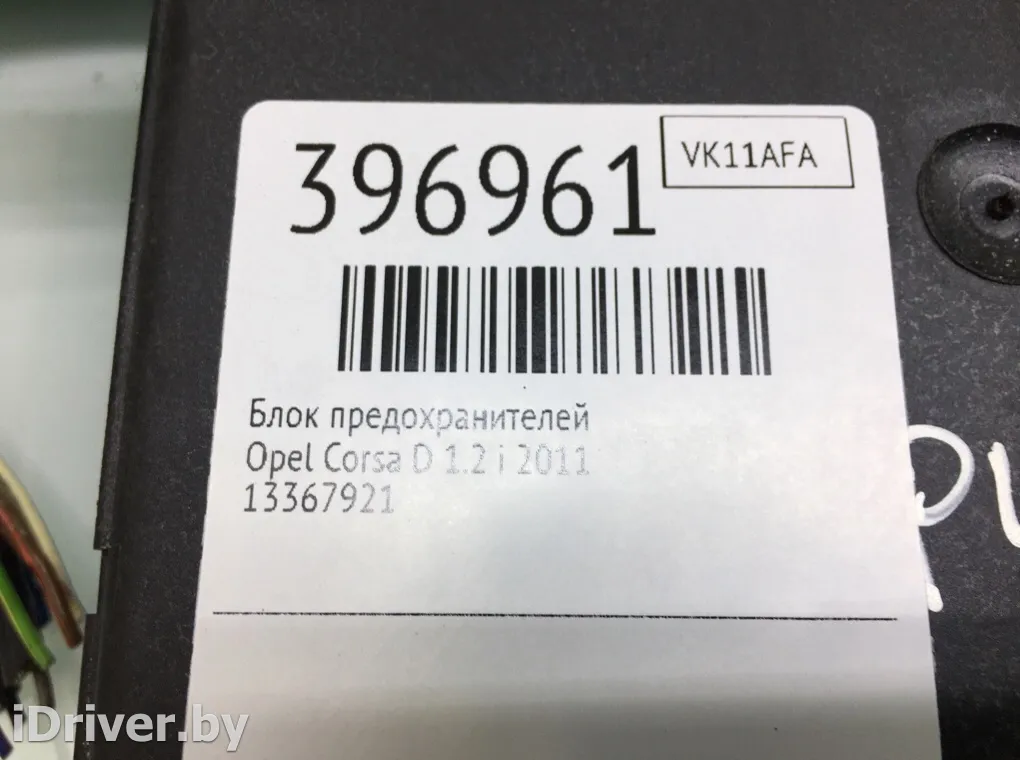 396961
VK11AFA
Блок предохранителей
Opel Corsa D 1.2 i 2011
13367921
iDriver.by